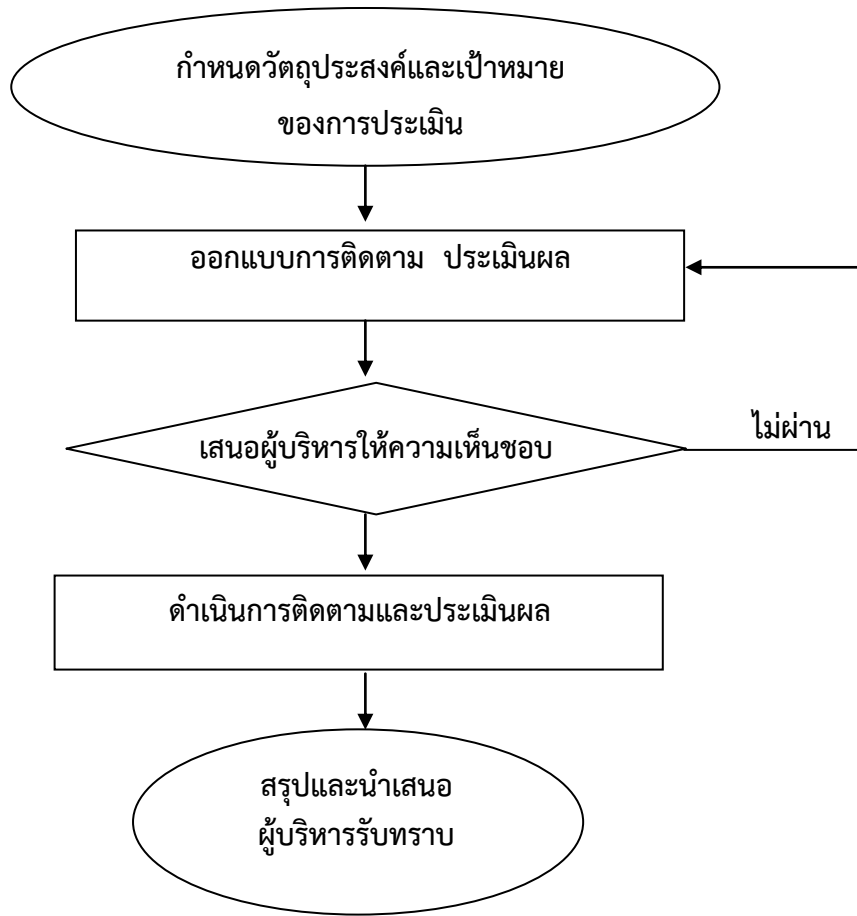 กำหนดวัตถุประสงค์และเป้าหมาย
ของการประเมิน
ออกแบบการติดตาม ประเมินผล
เสนอผู้บริหารให้ความเห็นชอบ
ไม่ผ่าน
ดำเนินการติดตามและประเมินผล
สรุปและนำเสนอ
ผู้บริหารรับทราบ